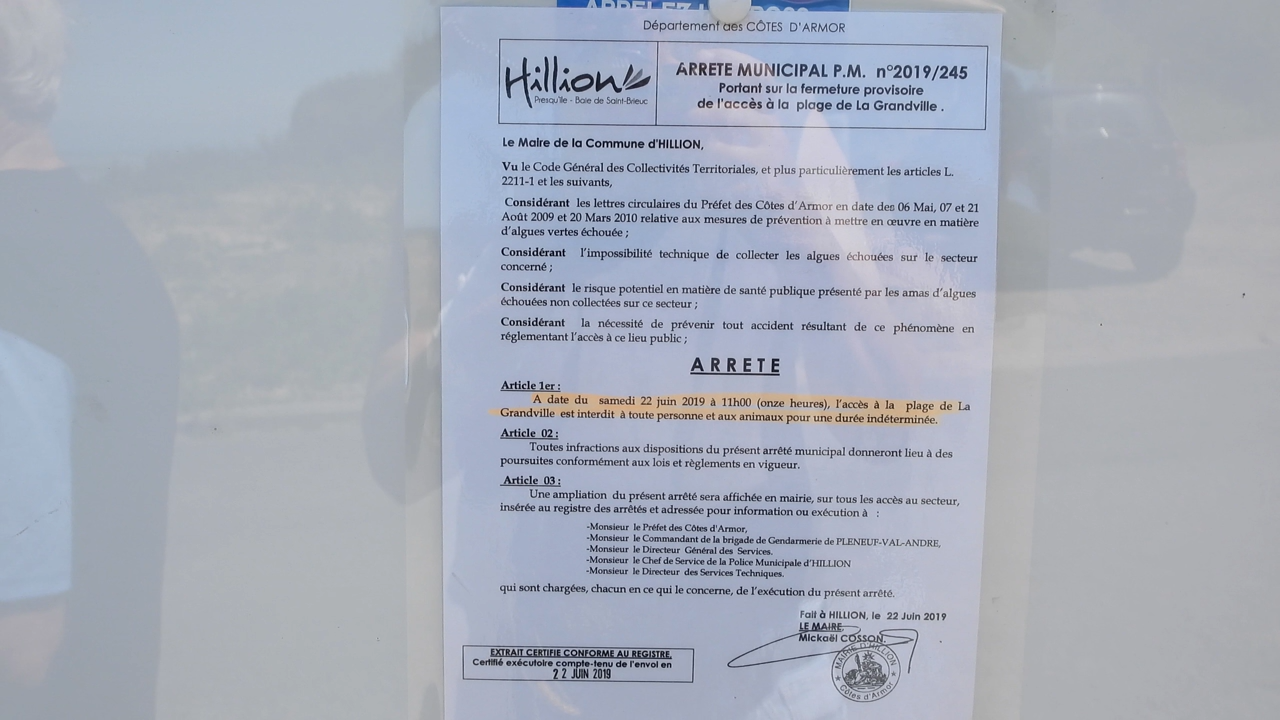 Département des CÔTES D'ARMOR
Hillion
Presqu'île - Baie de Saint-Brieuc
ARRETE MUNICIPAL P.M. n°2019/245
Portant sur la fermeture provisoire
de l'accès à la plage de La Grandville .
Le Maire de la Commune d'HILLION,
Vu le Code Général des Collectivités Territoriales, et plus particulièrement les articles L.
2211-1 et les suivants,
Considérant les lettres circulaires du Préfet des Côtes d'Armor en date des 06 Mai, 07 et 21
Août 2009 et 20 Mars 2010 relative aux mesures de prévention à mettre en œuvre en matière
d'algues vertes échouée ;
Considérant l'impossibilité technique de collecter les algues échouées sur le secteur
concerné ;
Considérant le risque potentiel en matière de santé publique présenté par les amas d'algues
échouées non collectées sur ce secteur ;
Considérant la nécessité de prévenir tout accident résultant de ce phénomène en
réglementant l'accès à ce lieu public ;
ARRETE
Article 1er :
A date du samedi 22 juin 2019 à 11h00 (onze heures), l'accès à la plage de La
Grandville est interdit à toute personne et aux animaux pour une durée indéterminée.
Article 02 :
Toutes infractions aux dispositions du présent arrêté municipal donneront lieu à des
poursuites conformément aux lois et règlements en vigueur.
Article 03 :
Une ampliation du présent arrêté sera affichée en mairie, sur tous les accès au secteur,
insérée au registre des arrêtés et adressée pour information ou exécution à :
-Monsieur le Préfet des Côtes d'Armor,
-Monsieur le Commandant de la brigade de Gendarmerie de PLENEUF-VAL-ANDRE,
-Monsieur le Directeur Général des Services.
-Monsieur le Chef de Service de la Police Municipale d'HILLION
-Monsieur le Directeur des Services Techniques.
qui sont chargées, chacun en ce qui le concerne, de l'exécution du présent arrêté.
Fait à HILLION, le 22 Juin 2019
LE MAIRE,
Mickaël COSSON.
MAIRIE D'HILLION
Côtes d'Armor
EXTRAIT CERTIFIE CONFORME AU REGISTRE.
Certifié exécutoire compte-tenu de l'envoi en
22 JUIN 2019